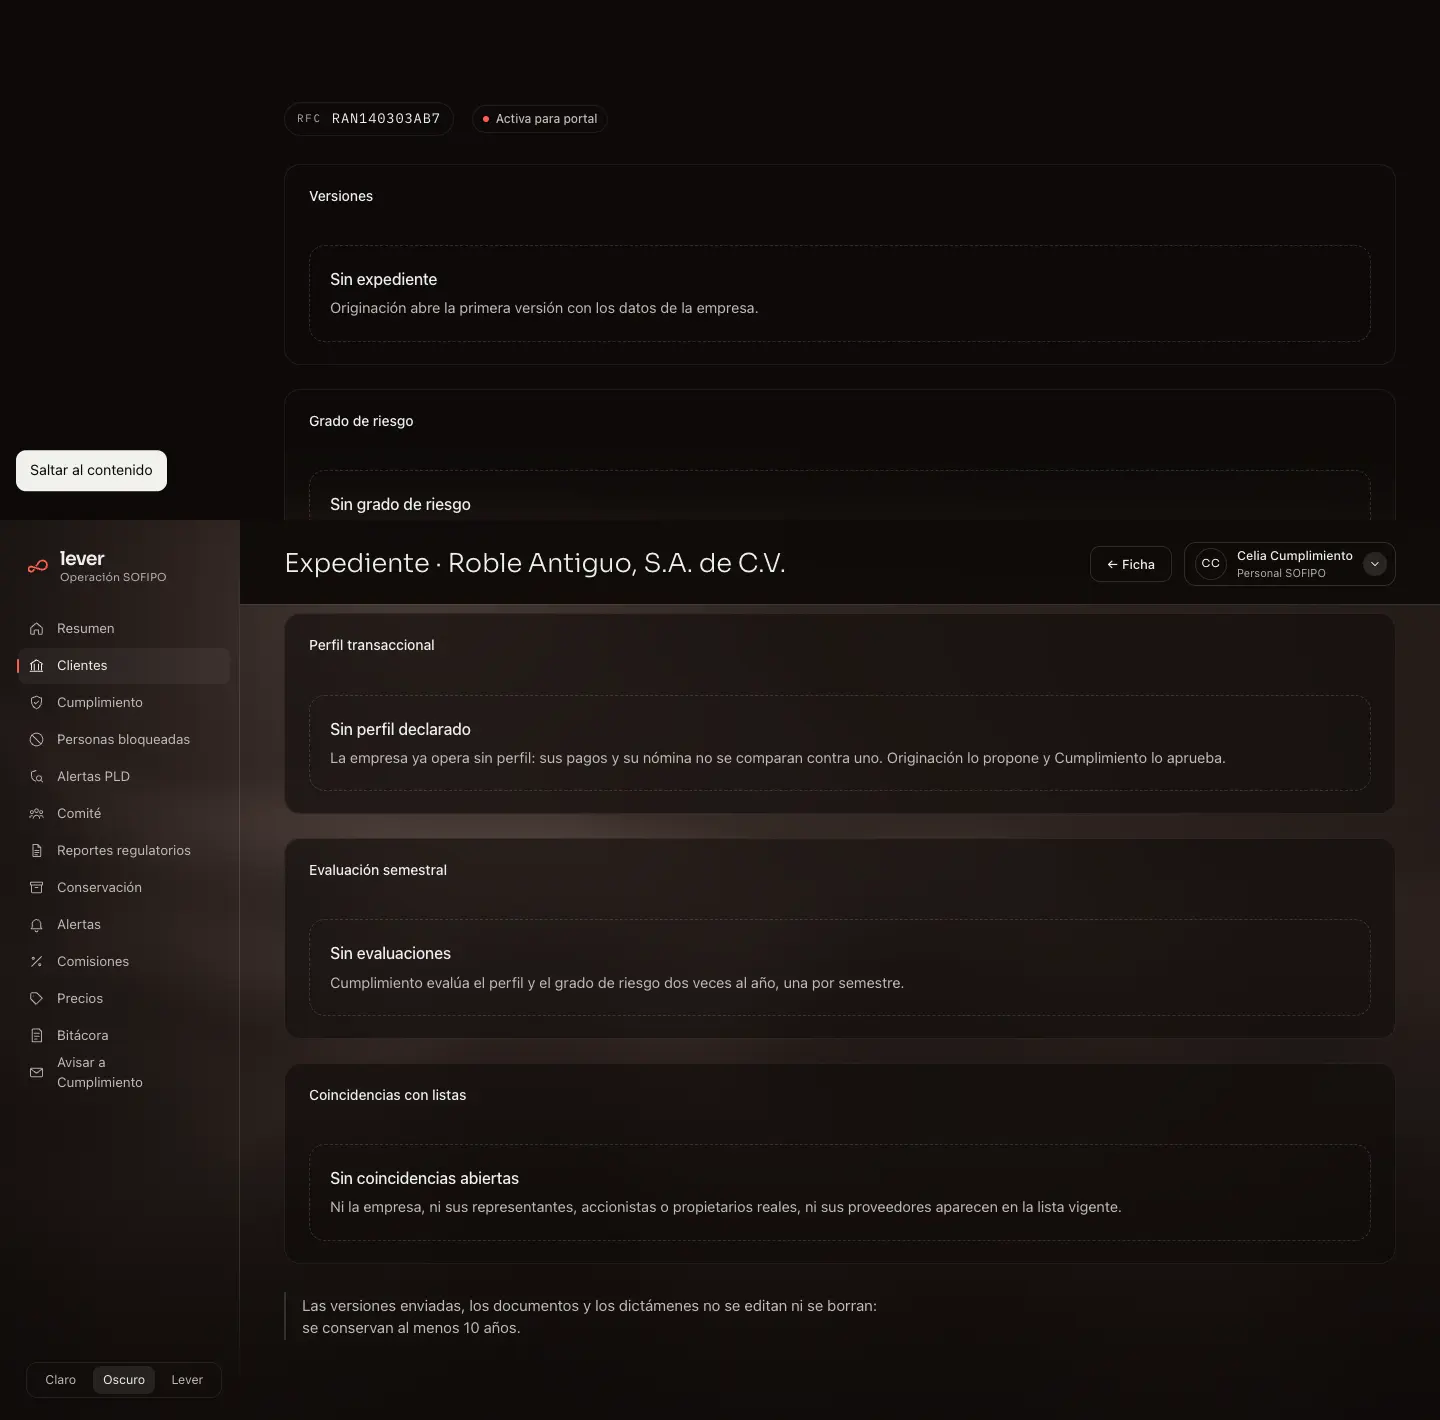 RFC RAN140303AB7
Activa para portal
Versiones
Sin expediente
Originación abre la primera versión con los datos de la empresa.
Grado de riesgo
Sin grado de riesgo
Saltar al contenido
lever
Operación SOFIPO
Resumen
Clientes
Cumplimiento
Personas bloqueadas
Alertas PLD
Comité
Reportes regulatorios
Conservación
Alertas
Comisiones
Precios
Bitácora
Avisar a
Cumplimiento
Claro
Oscuro
Lever
Expediente · Roble Antiguo, S.A. de C.V.
← Ficha
CC
Celia Cumplimiento
Personal SOFIPO
Perfil transaccional
Sin perfil declarado
La empresa ya opera sin perfil: sus pagos y su nómina no se comparan contra uno. Originación lo propone y Cumplimiento lo aprueba.
Evaluación semestral
Sin evaluaciones
Cumplimiento evalúa el perfil y el grado de riesgo dos veces al año, una por semestre.
Coincidencias con listas
Sin coincidencias abiertas
Ni la empresa, ni sus representantes, accionistas o propietarios reales, ni sus proveedores aparecen en la lista vigente.
Las versiones enviadas, los documentos y los dictámenes no se editan ni se borran:
se conservan al menos 10 años.